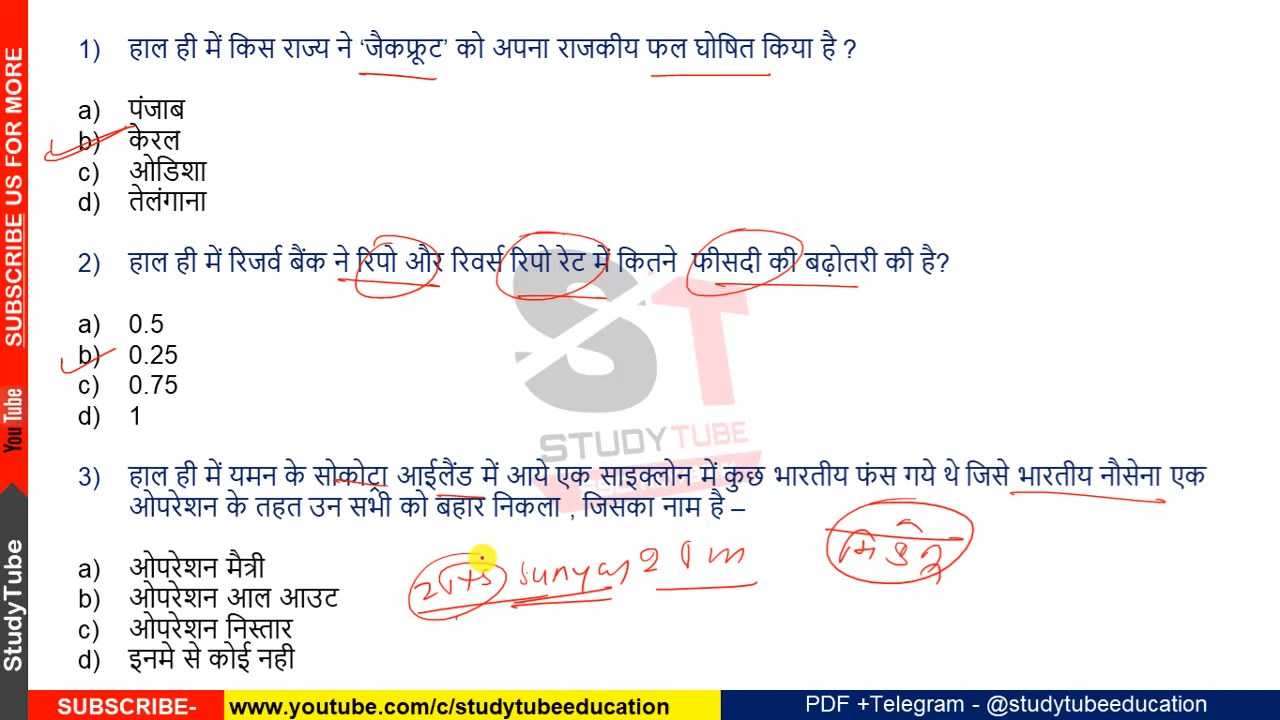 SUBSCRIBE US FOR MORE
You Tube
StudyTube
1) हाल ही में किस राज्य ने ‘जैकफ्रूट’ को अपना राजकीय फल घोषित किया है ?
a) पंजाब
b) केरल
c) ओडिशा
d) तेलंगाना
2) हाल ही में रिजर्व बैंक ने रिपो और रिवर्स रिपो रेट में कितने फीसदी की बढ़ोतरी की है?
a) 0.5
b) 0.25
c) 0.75
d) 1
ST
STUDYTUBE
3) हाल ही में यमन के सोकोट्रा आईलैंड में आये एक साइक्लोन में कुछ भारतीय फंस गये थे जिसे भारतीय नौसेना एक
ओपरेशन के तहत उन सभी को बहार निकला , जिसका नाम है –
a) ओपरेशन मैत्री
b) ओपरेशन आल आउट
c) ओपरेशन निस्तार
d) इनमे से कोई नही
SUBSCRIBE- www.youtube.com/c/studytubeeducation PDF +Telegram - @studytubeeducation